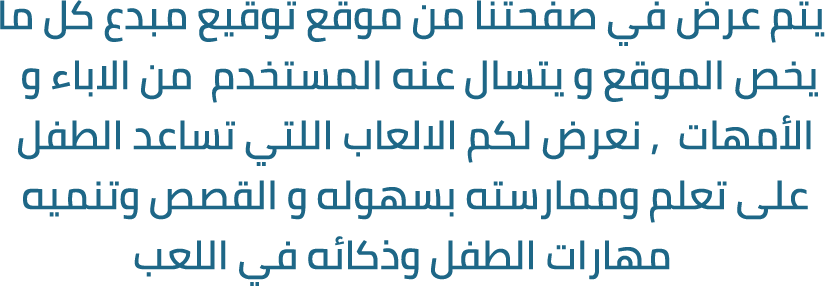 يتم عرض في صفحتنا من موقع توقيع مبدع كل ما
يخص الموقع و يتسال عنه المستخدم من الاباء و
الأمهات , نعرض لكم الالعاب اللتي تساعد الطفل
على تعلم وممارسته بسهوله و القصص وتنميه
مهارات الطفل وذكائه في اللعب